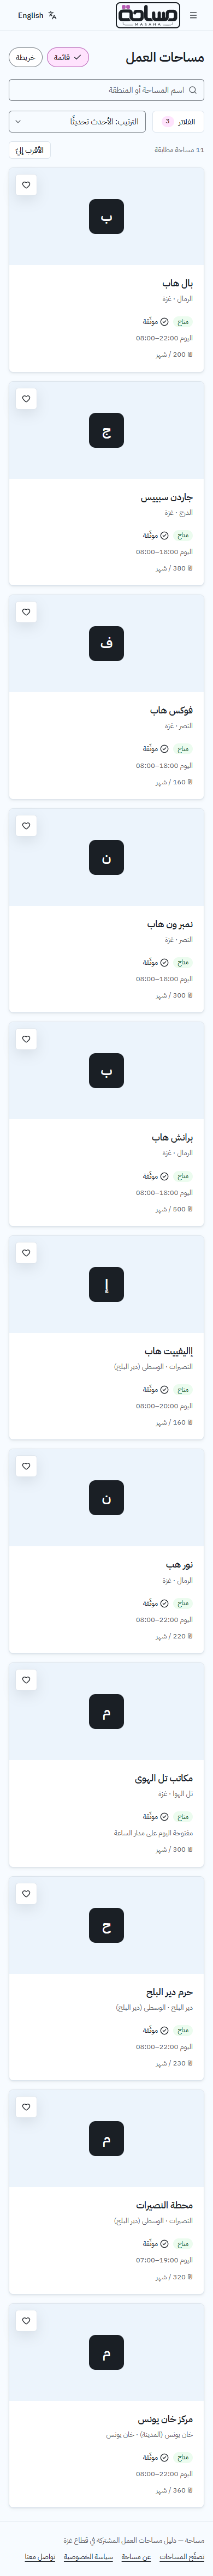 مساحة
MASAHA
English
مساحات العمل
قائمة
خريطة
اسم المساحة أو المنطقة
الفلاتر 3
الترتيب: الأحدث تحديثًا
11 مساحة مطابقة
الأقرب إليّ
ب
بال هاب
الرمال · غزة
متاح موثّقة
اليوم 22:00–08:00
₪ 200 / شهر
ج
جاردن سبيس
الدرج · غزة
متاح موثّقة
اليوم 18:00–08:00
₪ 380 / شهر
ف
فوكس هاب
النصر · غزة
متاح موثّقة
اليوم 18:00–08:00
₪ 160 / شهر
ن
نمبر ون هاب
النصر · غزة
متاح موثّقة
اليوم 18:00–08:00
₪ 300 / شهر
ب
برانش هاب
الرمال · غزة
متاح موثّقة
اليوم 18:00–08:00
₪ 500 / شهر
إ
إاليفييت هاب
النصيرات · الوسطى (دير البلح)
متاح موثّقة
اليوم 20:00–08:00
₪ 160 / شهر
ن
نور هب
الرمال · غزة
متاح موثّقة
اليوم 22:00–08:00
₪ 220 / شهر
م
مكاتب تل الهوى
تل الهوا · غزة
متاح موثّقة
مفتوحة اليوم على مدار الساعة
₪ 300 / شهر
ح
حرم دير البلح
دير البلح · الوسطى (دير البلح)
متاح موثّقة
اليوم 22:00–08:00
₪ 230 / شهر
م
محطة النصيرات
النصيرات · الوسطى (دير البلح)
متاح موثّقة
اليوم 19:00–07:00
₪ 320 / شهر
م
مركز خان يونس
خان يونس (المدينة) · خان يونس
متاح موثّقة
اليوم 22:00–08:00
₪ 360 / شهر
مساحة — دليل مساحات العمل المشتركة في قطاع غزة
تصفّح المساحات
عن مساحة
سياسة الخصوصية
تواصل معنا